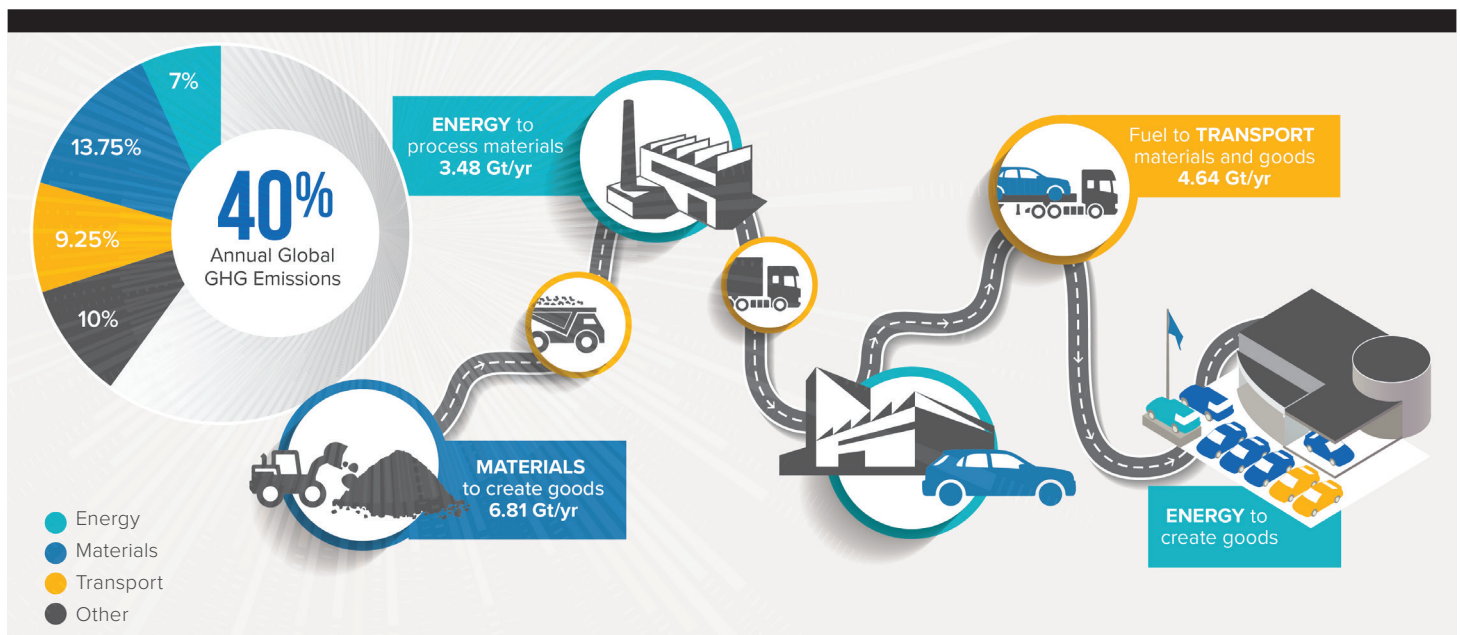 7%
13.75%
9.25%
10%
40%
Annual Global
GHG Emissions
Energy
Materials
Transport
Other
MATERIALS
to create goods
6.81 Gt/yr
ENERGY to
process materials
3.48 Gt/yr
Fuel to TRANSPORT
materials and goods
4.64 Gt/yr
ENERGY to
create goods